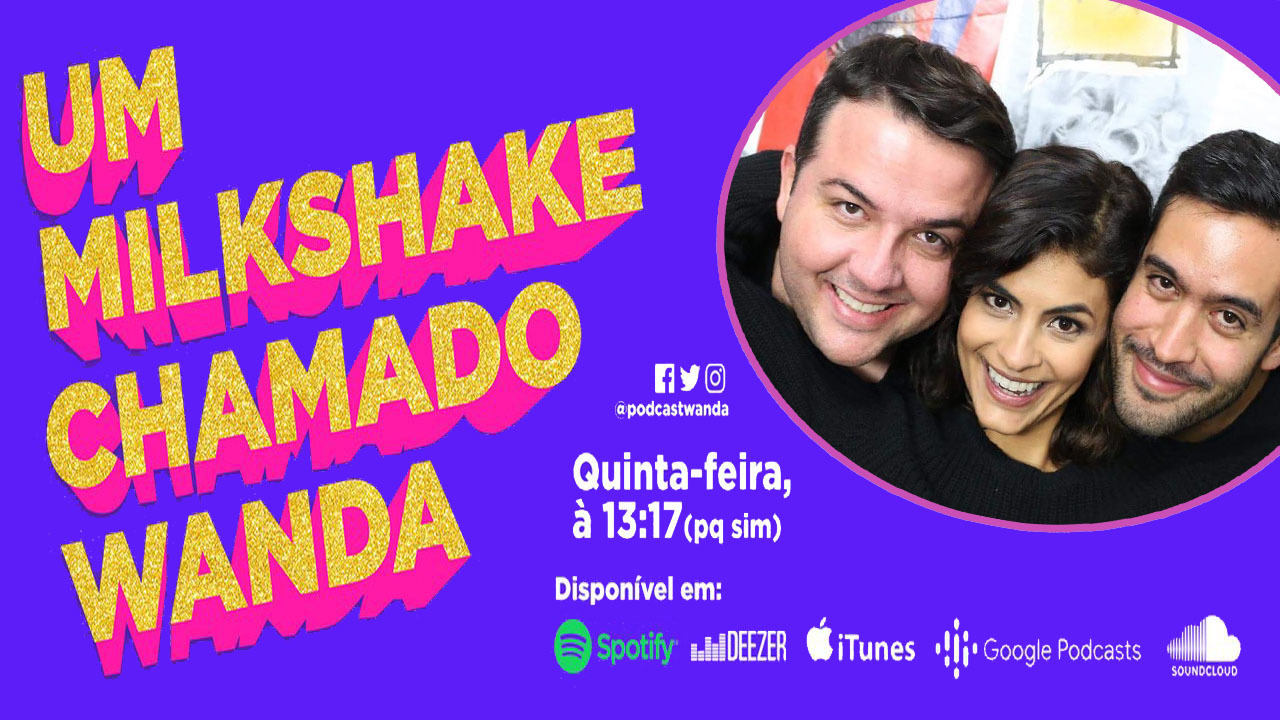 UM
MILKSHAKE
CHAMADO
WANDA
@podcastwanda
Quinta-feira,
à 13:17(pq sim)
Disponível em:
Spotify DEEZER iTunes Google Podcasts SOUNDCLOUD